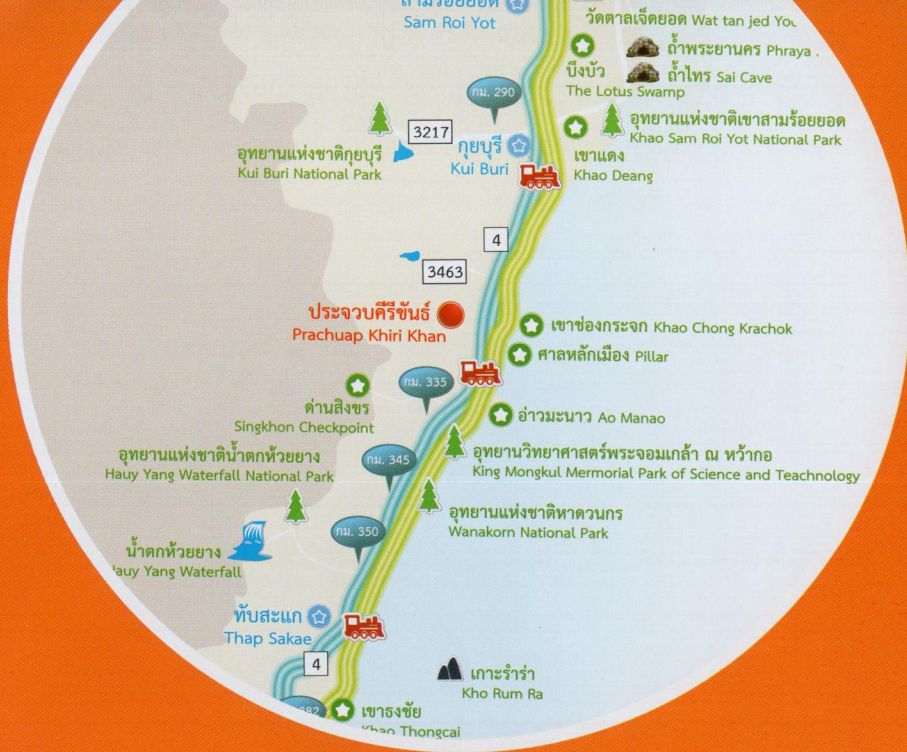 สามร้อยยอด
Sam Roi Yot
วัดตาลเจ็ดยอด Wat tan jed
ถ้ำพระยานคร Phraya
ถ้ำไทร Sai Cave
บึงบัว
The Lotus Swamp
กม. 290
3217
กุยบุรี
Kui Buri
อุทยานแห่งชาติกุยบุรี
Kui Buri National Park
อุทยานแห่งชาติเขาสามร้อยยอด
Khao Sam Roi Yot National Park
เขาแดง
Khao Deang
4
3463
ประจวบคีรีขันธ์
Prachuap Khiri Khan
เขาช่องกระจก Khao Chong Krachok
ศาลหลักเมือง Pillar
กม. 335
ด่านสิงขร
Singkhon Checkpoint
อ่าวมะนาว Ao Manao
อุทยานแห่งชาติน้ำตกห้วยยาง
Hauy Yang Waterfall National Park
กม. 345
อุทยานวิทยาศาสตร์พระจอมเกล้า ณ หว้ากอ
King Mongkul Mermorial Park of Science and Teachnology
อุทยานแห่งชาติหาดวนกร
Wanakorn National Park
กม. 350
น้ำตกห้วยยาง
Hauy Yang Waterfall
ทับสะแก
Thap Sakae
4
เกาะรำร่า
Kho Rum Ra
382
เขาธงชัย
Khao Thongcai